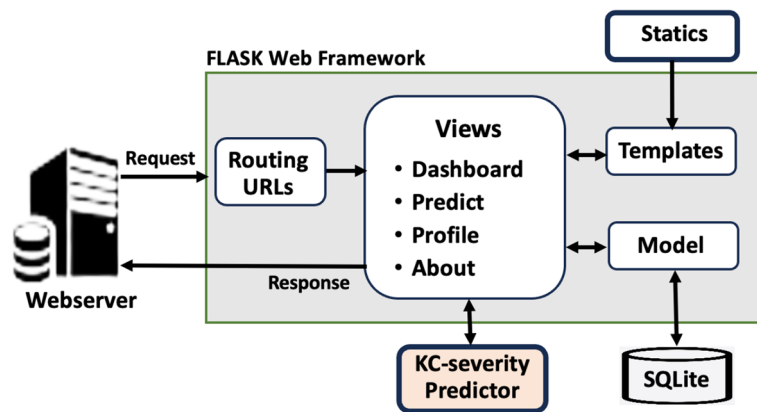 Statics
FLASK Web Framework
Request
Routing
URLs
Views
• Dashboard
• Predict
• Profile
• About
Templates
Model
Response
Webserver
KC-severity
Predictor
SQLite